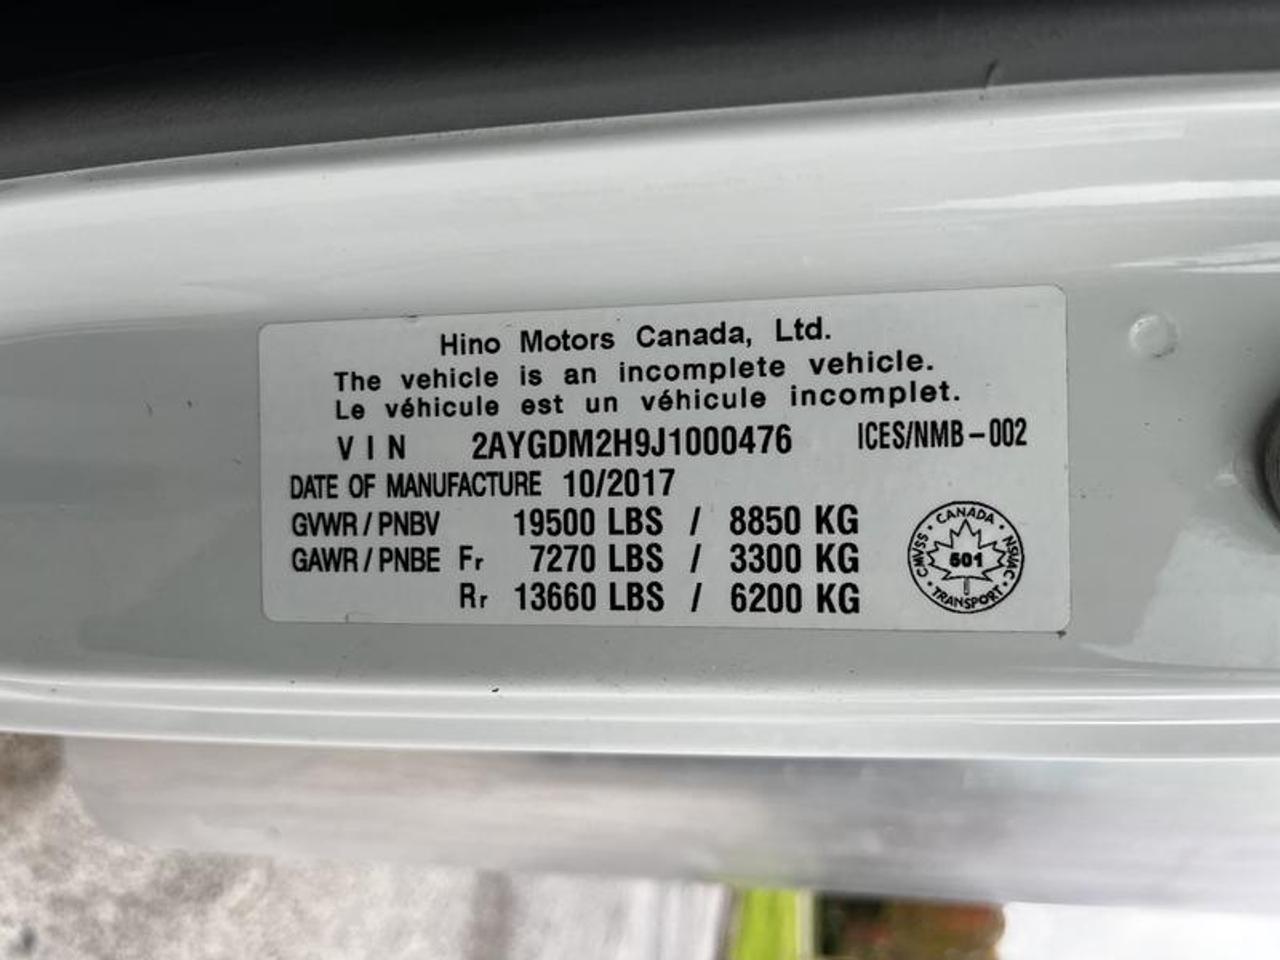 Hino Motors Canada, Ltd.
The vehicle is an incomplete vehicle.
Le véhicule est un véhicule incomplet.
VIN 2AYGDM2H9J1000476 ICES/NMB-002
DATE OF MANUFACTURE 10/2017
GVWR/PNBV 19500 LBS / 8850 KG
GAWR/PNBE Fr 7270 LBS / 3300 KG
Rr 13660 LBS / 6200 KG
CANADA
CMVSS 501 NSVAC
TRANSPORT